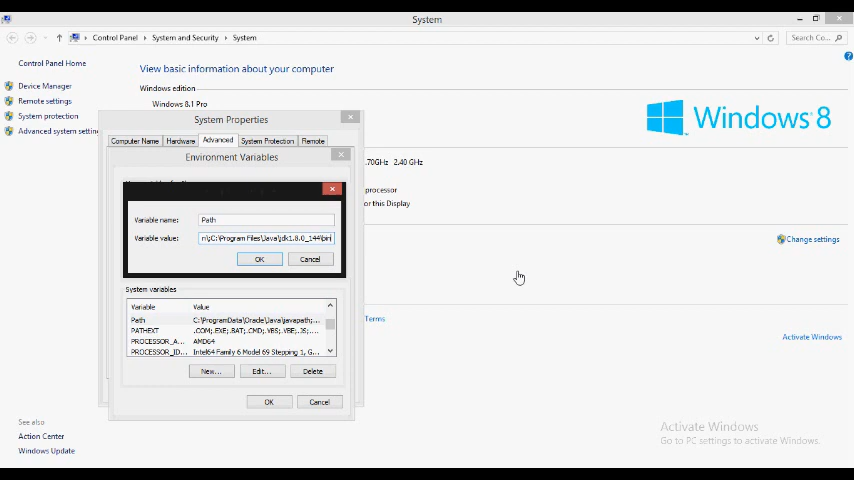 System
Control Panel System and Security System
Search Co...
Control Panel Home
Device Manager
Remote settings
System protection
Advanced system settin
View basic information about your computer
Windows edition
Windows 8.1 Pro
Windows 8
System Properties
Computer Name Hardware Advanced System Protection Remote
Environment Variables
.70GHz 2.40 GHz
processor
or this Display
Variable name: Path
Variable value: n\;C:\Program Files\Java\jdk1.8.0_144\bin
OK Cancel
Change settings
System variables
Variable Value
Path C:\ProgramData\Oracle\Java\javapath;...
PATHEXT .COM;.EXE;.BAT;.CMD;.VBS;.VBE;.JS;...
PROCESSOR_A... AMD64
PROCESSOR_ID... Intel64 Family 6 Model 69 Stepping 1, G...
New... Edit... Delete
OK Cancel
Terms
Activate Windows
See also
Action Center
Windows Update
Activate Windows
Go to PC settings to activate Windows.